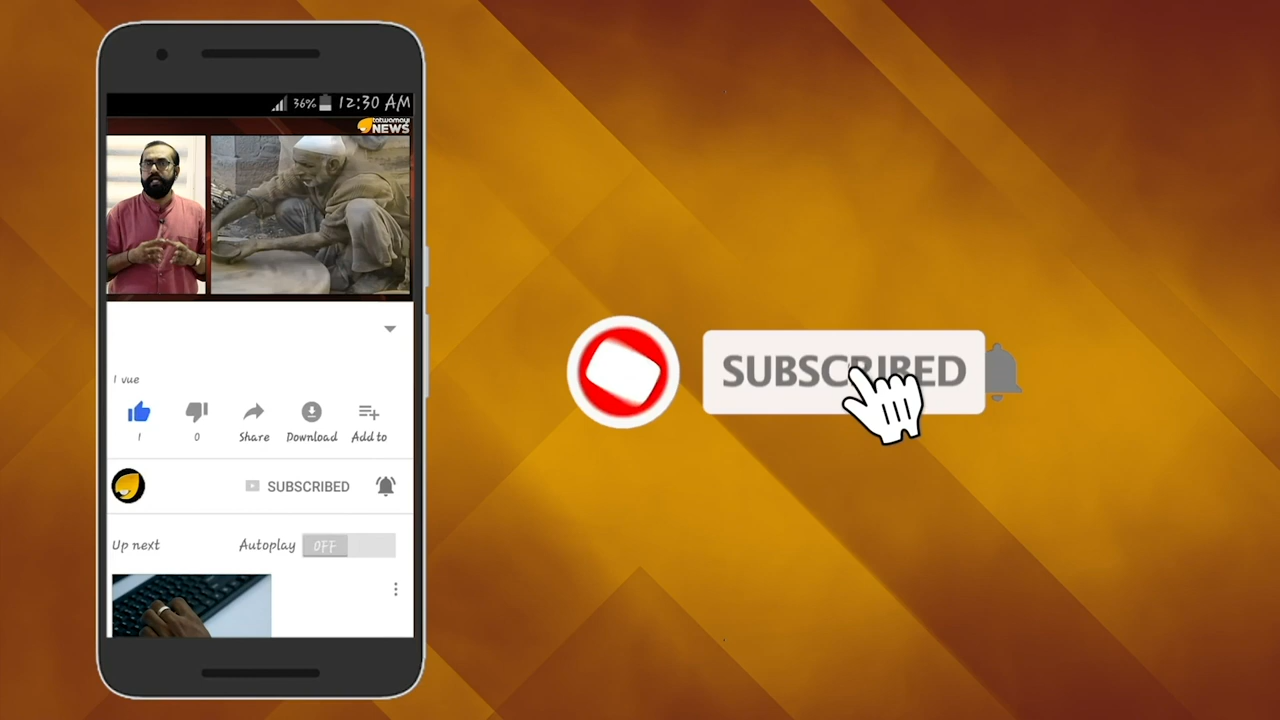 36% 12:30 AM
tatwamayi
NEWS
1 vue
1
0
Share
Download
Add to
SUBSCRIBED
Up next
Autoplay
OFF
SUBSCRIBED